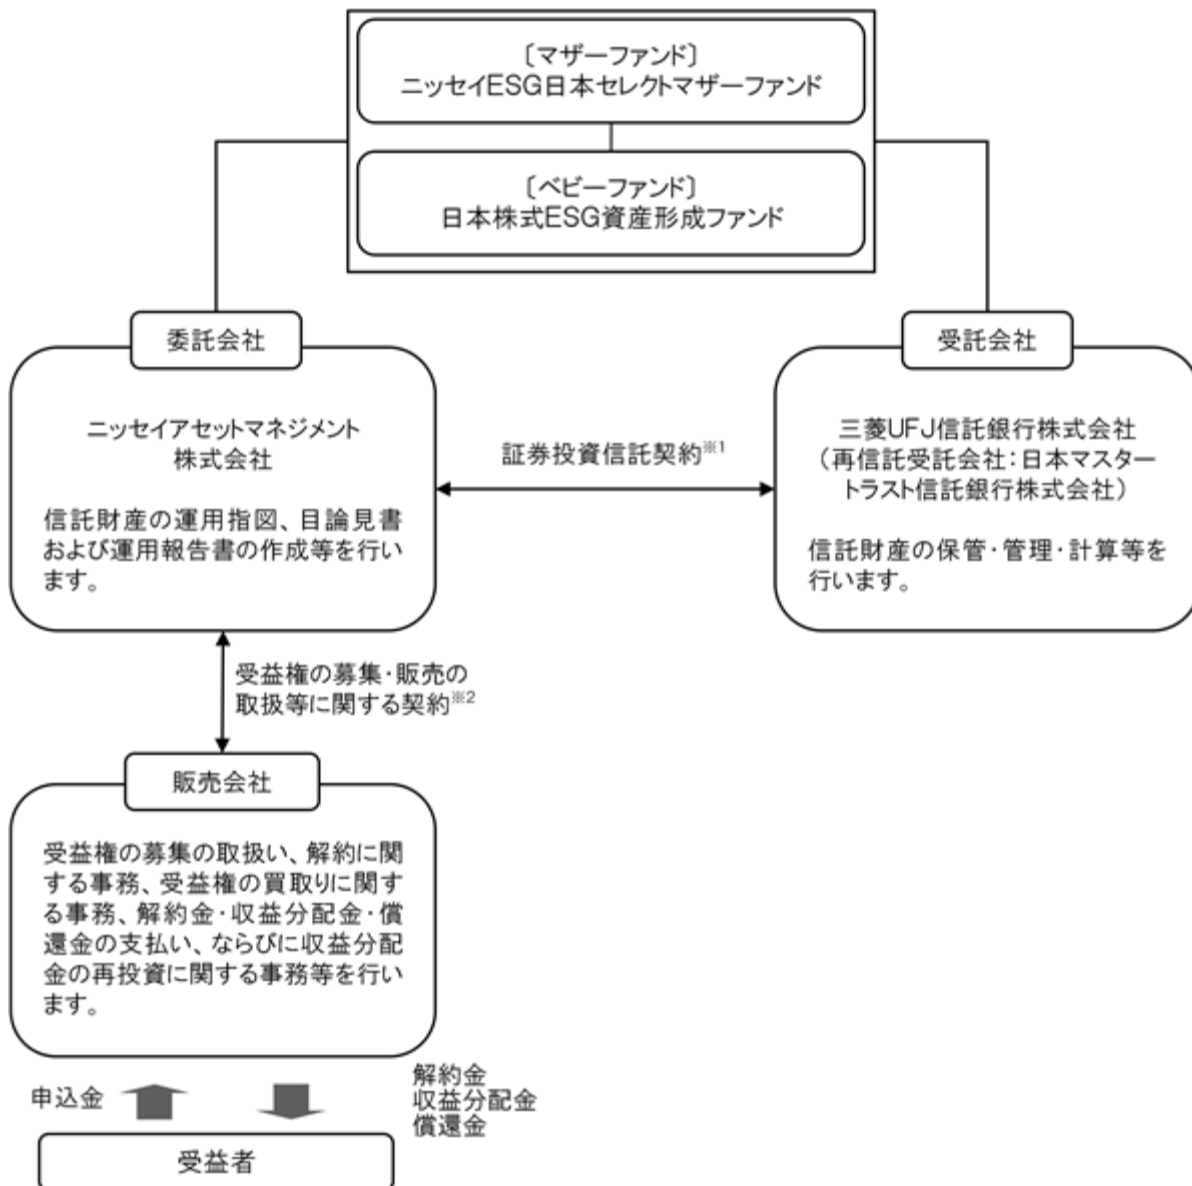 〔マザーファンド〕
ニッセイESG日本セレクトマザーファンド
〔ベビーファンド〕
日本株式ESG資産形成ファンド
委託会社
ニッセイアセットマネジメント
株式会社
信託財産の運用指図、目論見書
および運用報告書の作成等を行い
ます。
証券投資信託契約※1
受託会社
三菱UFJ信託銀行株式会社
（再信託受託会社：日本マスター
トラスト信託銀行株式会社）
信託財産の保管・管理・計算等を
行います。
受益権の募集・販売の
取扱等に関する契約※2
販売会社
受益権の募集の取扱い、解約に関
する事務、受益権の買取りに関す
る事務、解約金・収益分配金・償
還金の支払い、ならびに収益分配
金の再投資に関する事務等を行い
ます。
申込金
解約金
収益分配金
償還金
受益者